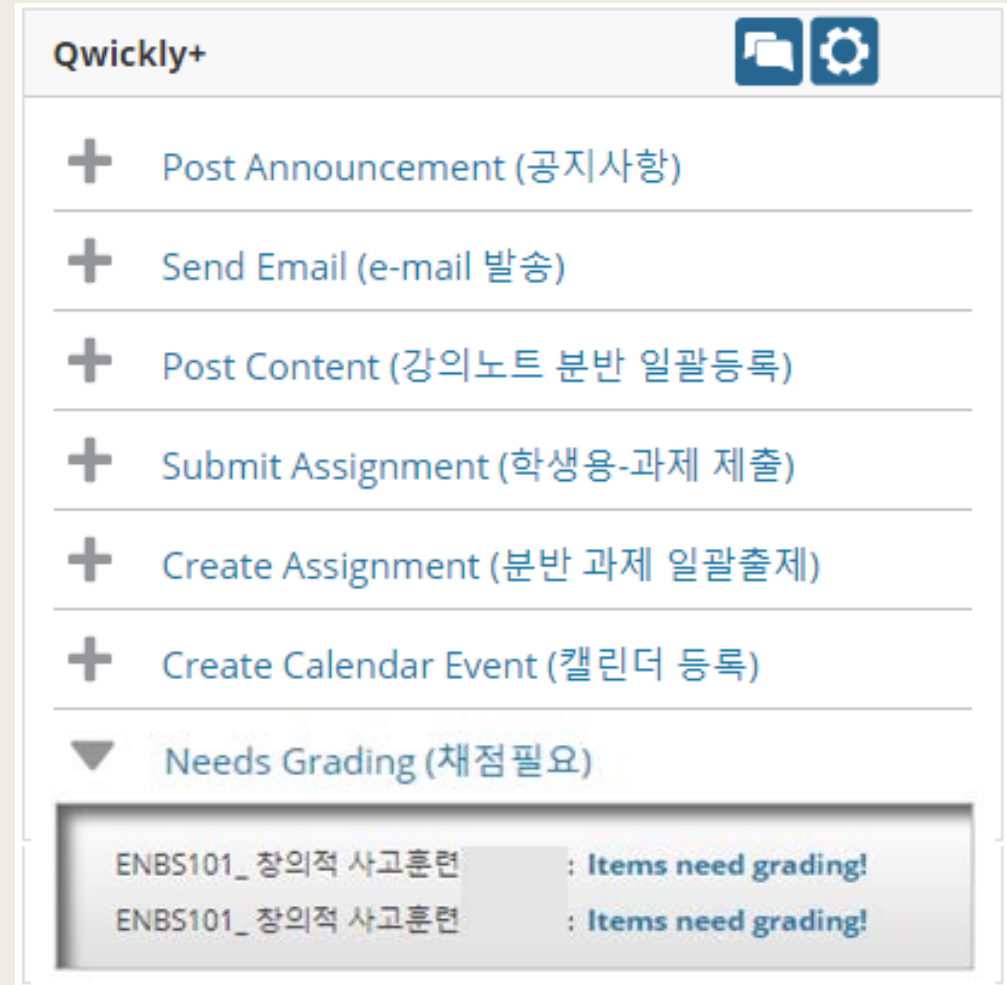 Qwickly+
Post Announcement (공지사항)
Send Email (e-mail 발송)
Post Content (강의노트 분반 일괄등록)
Submit Assignment (학생용-과제 제출)
Create Assignment (분반 과제 일괄출제)
Create Calendar Event (캘린더 등록)
Needs Grading (채점필요)
ENBS101_ 창의적 사고훈련 : Items need grading!
ENBS101_ 창의적 사고훈련 : Items need grading!